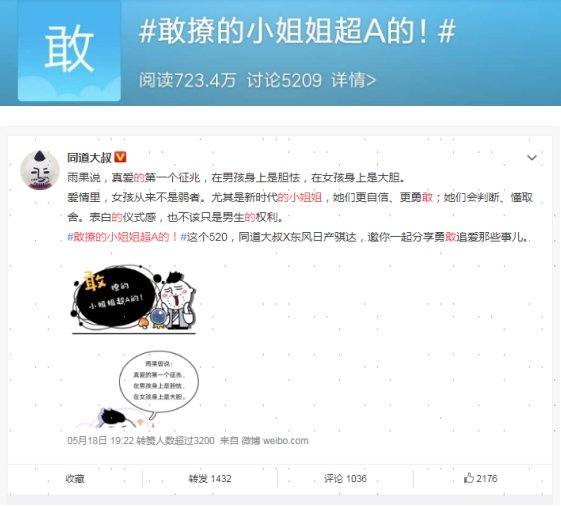 敢
#敢撩的小姐姐超A的！#
阅读723.4万 讨论5209 详情>
同道大叔
雨果说，真爱的第一个征兆，在男孩身上是胆怯，在女孩身上是大胆。
爱情里，女孩从来不是弱者。尤其是新时代的小姐姐，她们更自信、更勇敢；她们会判断、懂取
舍。表白的仪式感，也不该只是男生的权利。
#敢撩的小姐姐超A的！#这个520，同道大叔X东风日产骐达，邀你一起分享勇敢追爱那些事儿。
敢 撩的
小姐姐超A的！
雨果曾说：
真爱的第一个征兆，
在男孩身上是胆怯，
在女孩身上是大胆。
05月18日 19:22 转赞人数超过3200 来自 微博 weibo.com
收藏 转发 1432 评论 1036 2176